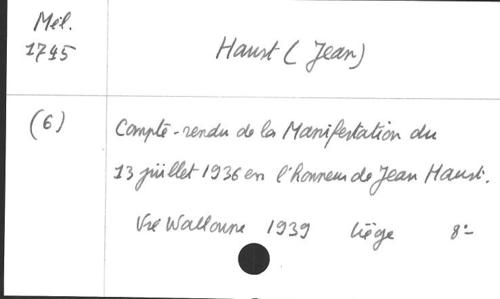 Mél.
1745
Haust (Jean)
(6)
Compte-rendu de la Manifestation du
13 juillet 1936 en l'honneur de Jean Haust.
Vie Wallonne 1939 Liège 8°